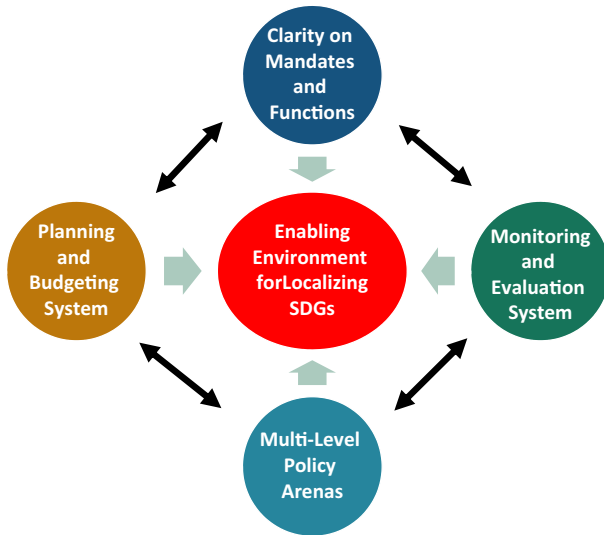 Clarity on
Mandates
and
Functions
Planning
and
Budgeting
System
Enabling
Environment
forLocalizing
SDGs
Monitoring
and
Evaluation
System
Multi-Level
Policy
Arenas